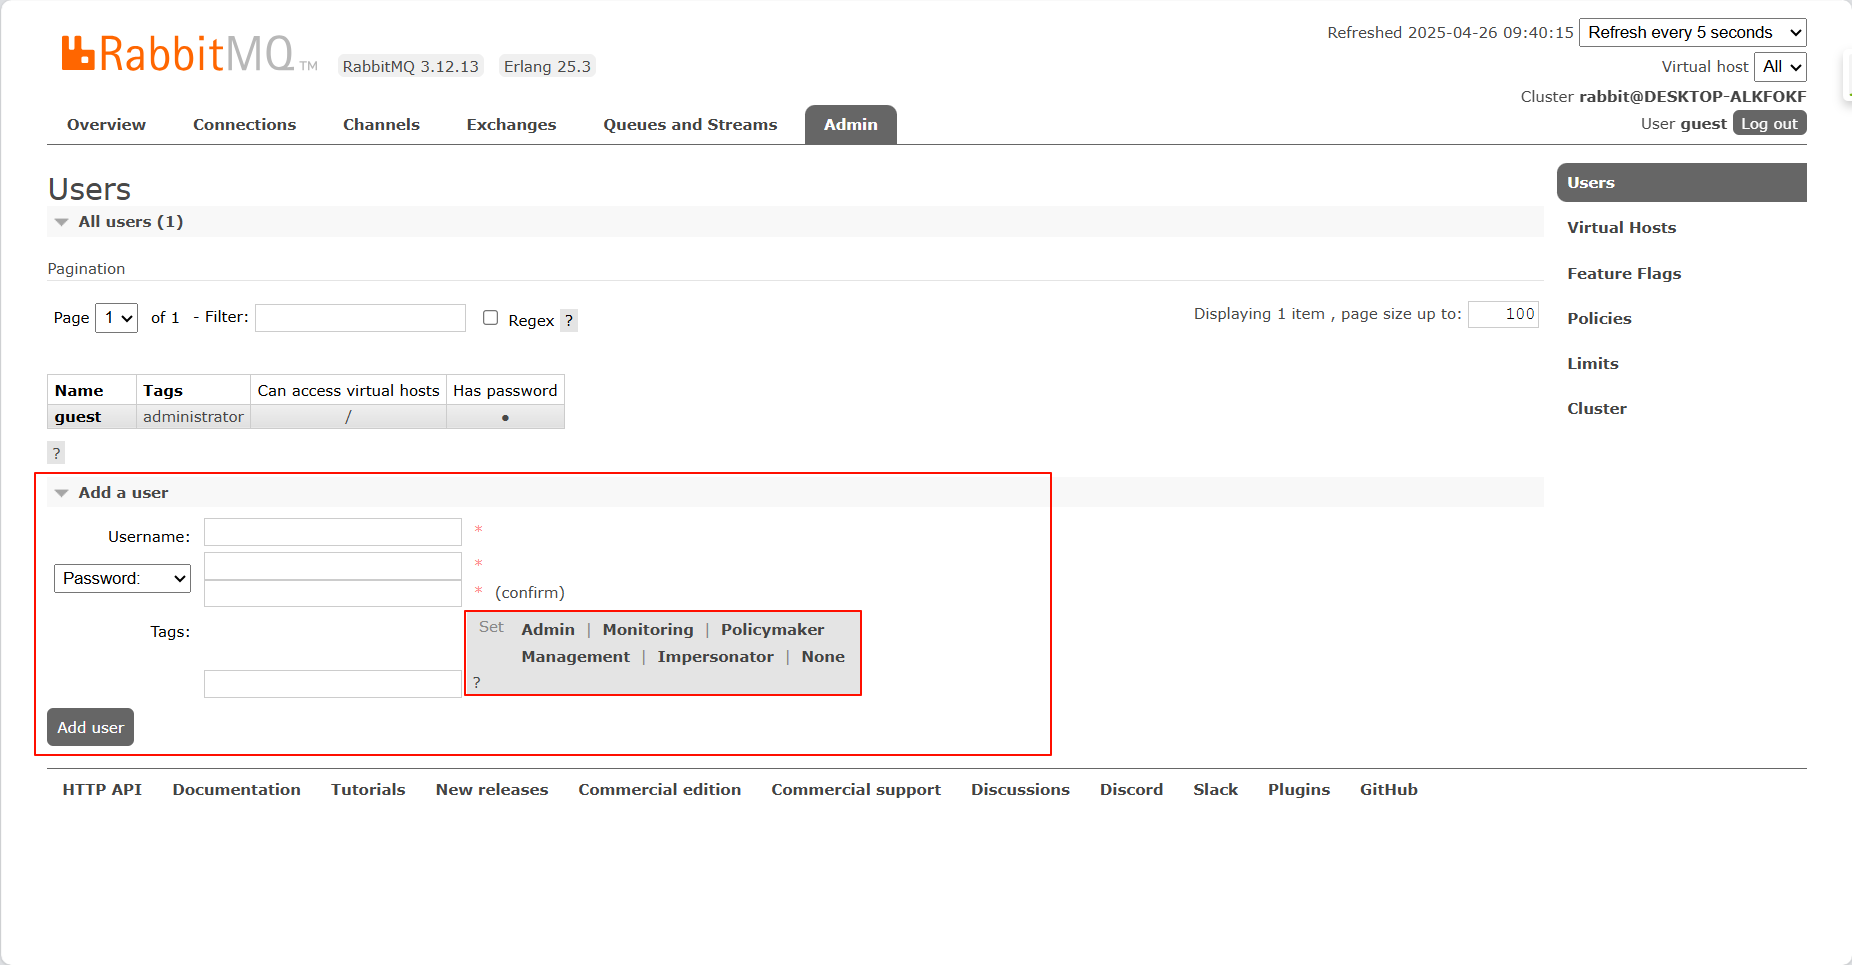 Refreshed 2025-04-26 09:40:15 Refresh every 5 seconds
RabbitMQ TM RabbitMQ 3.12.13 Erlang 25.3
Virtual host All
Cluster rabbit@DESKTOP-ALKFOKF
User guest Log out
Overview Connections Channels Exchanges Queues and Streams Admin
Users
All users (1)
Pagination
Page 1 of 1 - Filter: Regex ?
Displaying 1 item , page size up to: 100
Name Tags Can access virtual hosts Has password
guest administrator / ●
?
Add a user
Username: *
Password: *
* (confirm)
Tags:
Set Admin | Monitoring | Policymaker
Management | Impersonator | None
?
Add user
Users
Virtual Hosts
Feature Flags
Policies
Limits
Cluster
HTTP API Documentation Tutorials New releases Commercial edition Commercial support Discussions Discord Slack Plugins GitHub